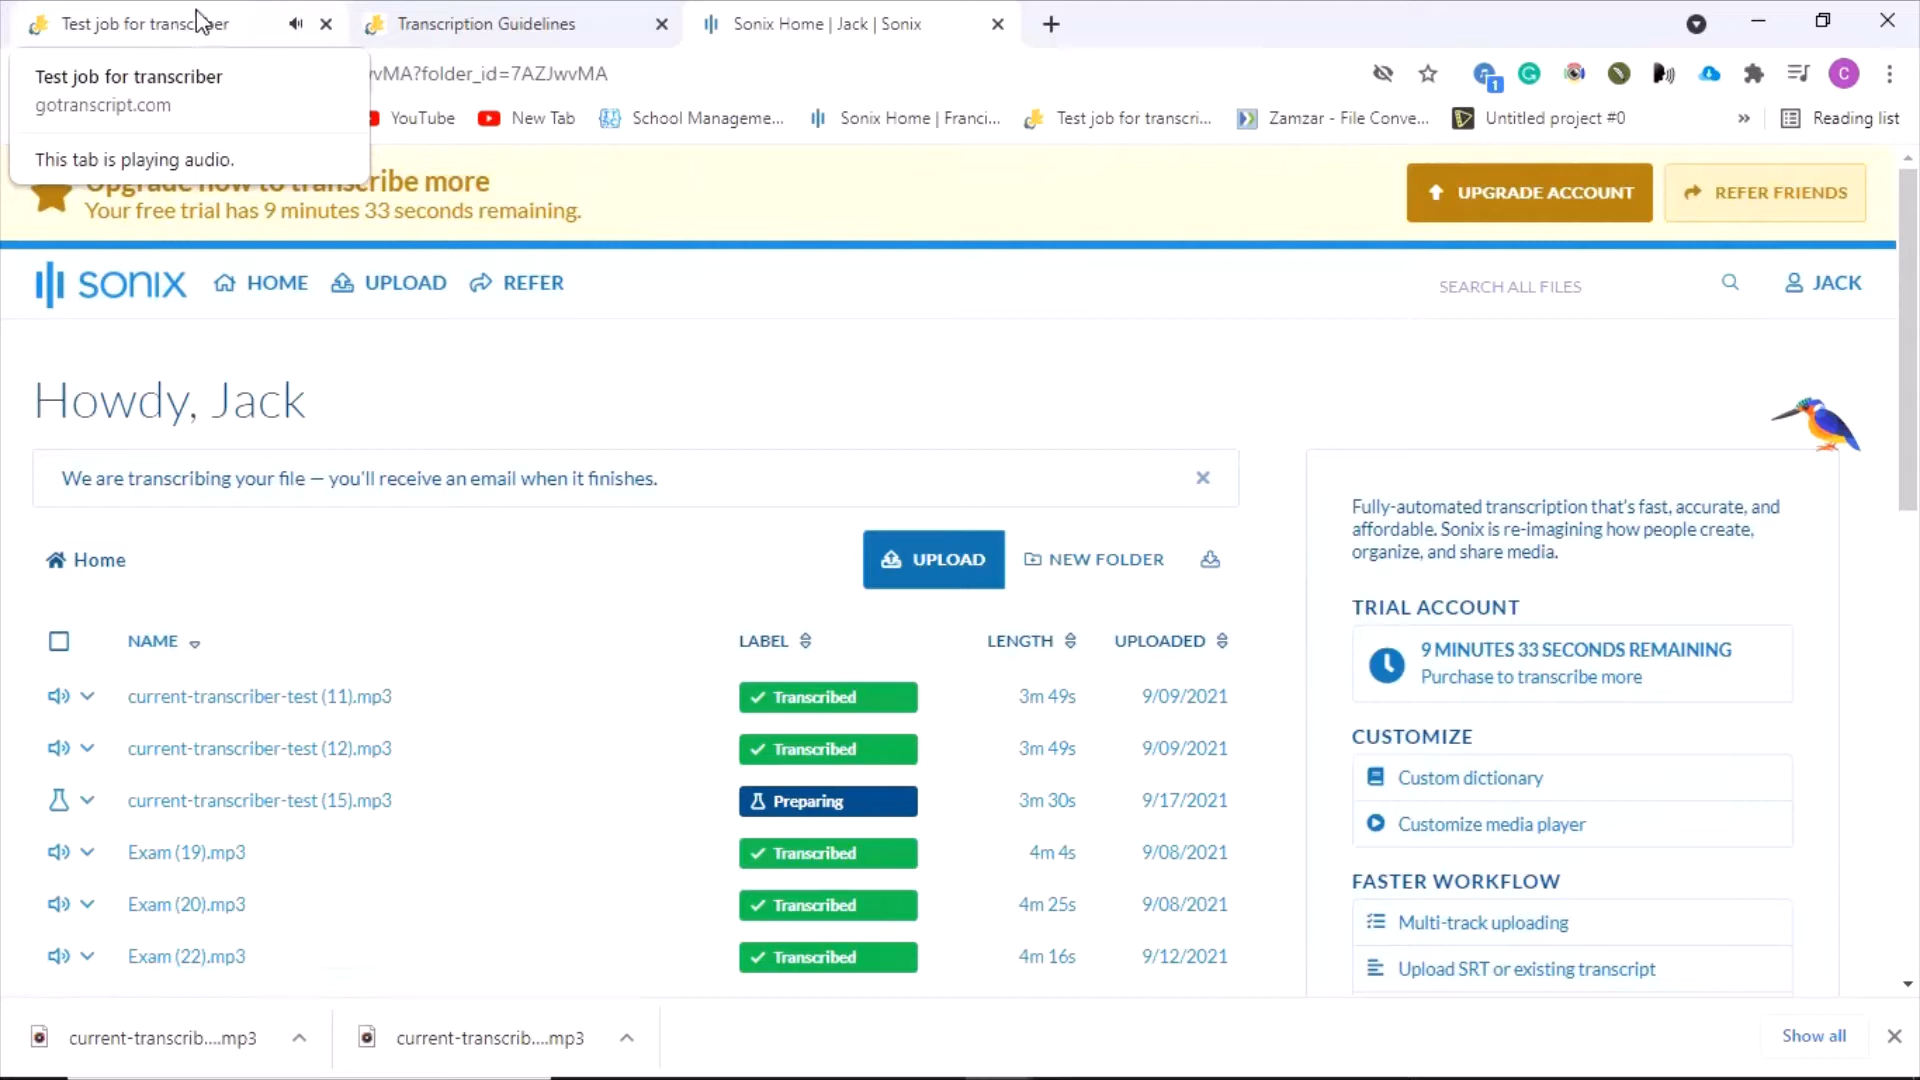 Test job for transcriber
Transcription Guidelines
Sonix Home | Jack | Sonix
Test job for transcriber
gotranscript.com
This tab is playing audio.
vMA?folder_id=7AZJwvMA
1
C
YouTube
New Tab
School Manageme...
Sonix Home | Franci...
Test job for transcri...
Zamzar - File Conve...
Untitled project #0
»
Reading list
Upgrade now to transcribe more
Your free trial has 9 minutes 33 seconds remaining.
UPGRADE ACCOUNT
REFER FRIENDS
sonix
HOME
UPLOAD
REFER
SEARCH ALL FILES
JACK
Howdy, Jack
We are transcribing your file — you'll receive an email when it finishes.
Home
UPLOAD
NEW FOLDER
NAME LABEL LENGTH UPLOADED
current-transcriber-test (11).mp3 Transcribed 3m 49s 9/09/2021
current-transcriber-test (12).mp3 Transcribed 3m 49s 9/09/2021
current-transcriber-test (15).mp3 Preparing 3m 30s 9/17/2021
Exam (19).mp3 Transcribed 4m 4s 9/08/2021
Exam (20).mp3 Transcribed 4m 25s 9/08/2021
Exam (22).mp3 Transcribed 4m 16s 9/12/2021
Fully-automated transcription that's fast, accurate, and
affordable. Sonix is re-imagining how people create,
organize, and share media.
TRIAL ACCOUNT
9 MINUTES 33 SECONDS REMAINING
Purchase to transcribe more
CUSTOMIZE
Custom dictionary
Customize media player
FASTER WORKFLOW
Multi-track uploading
Upload SRT or existing transcript
current-transcrib....mp3
current-transcrib....mp3
Show all